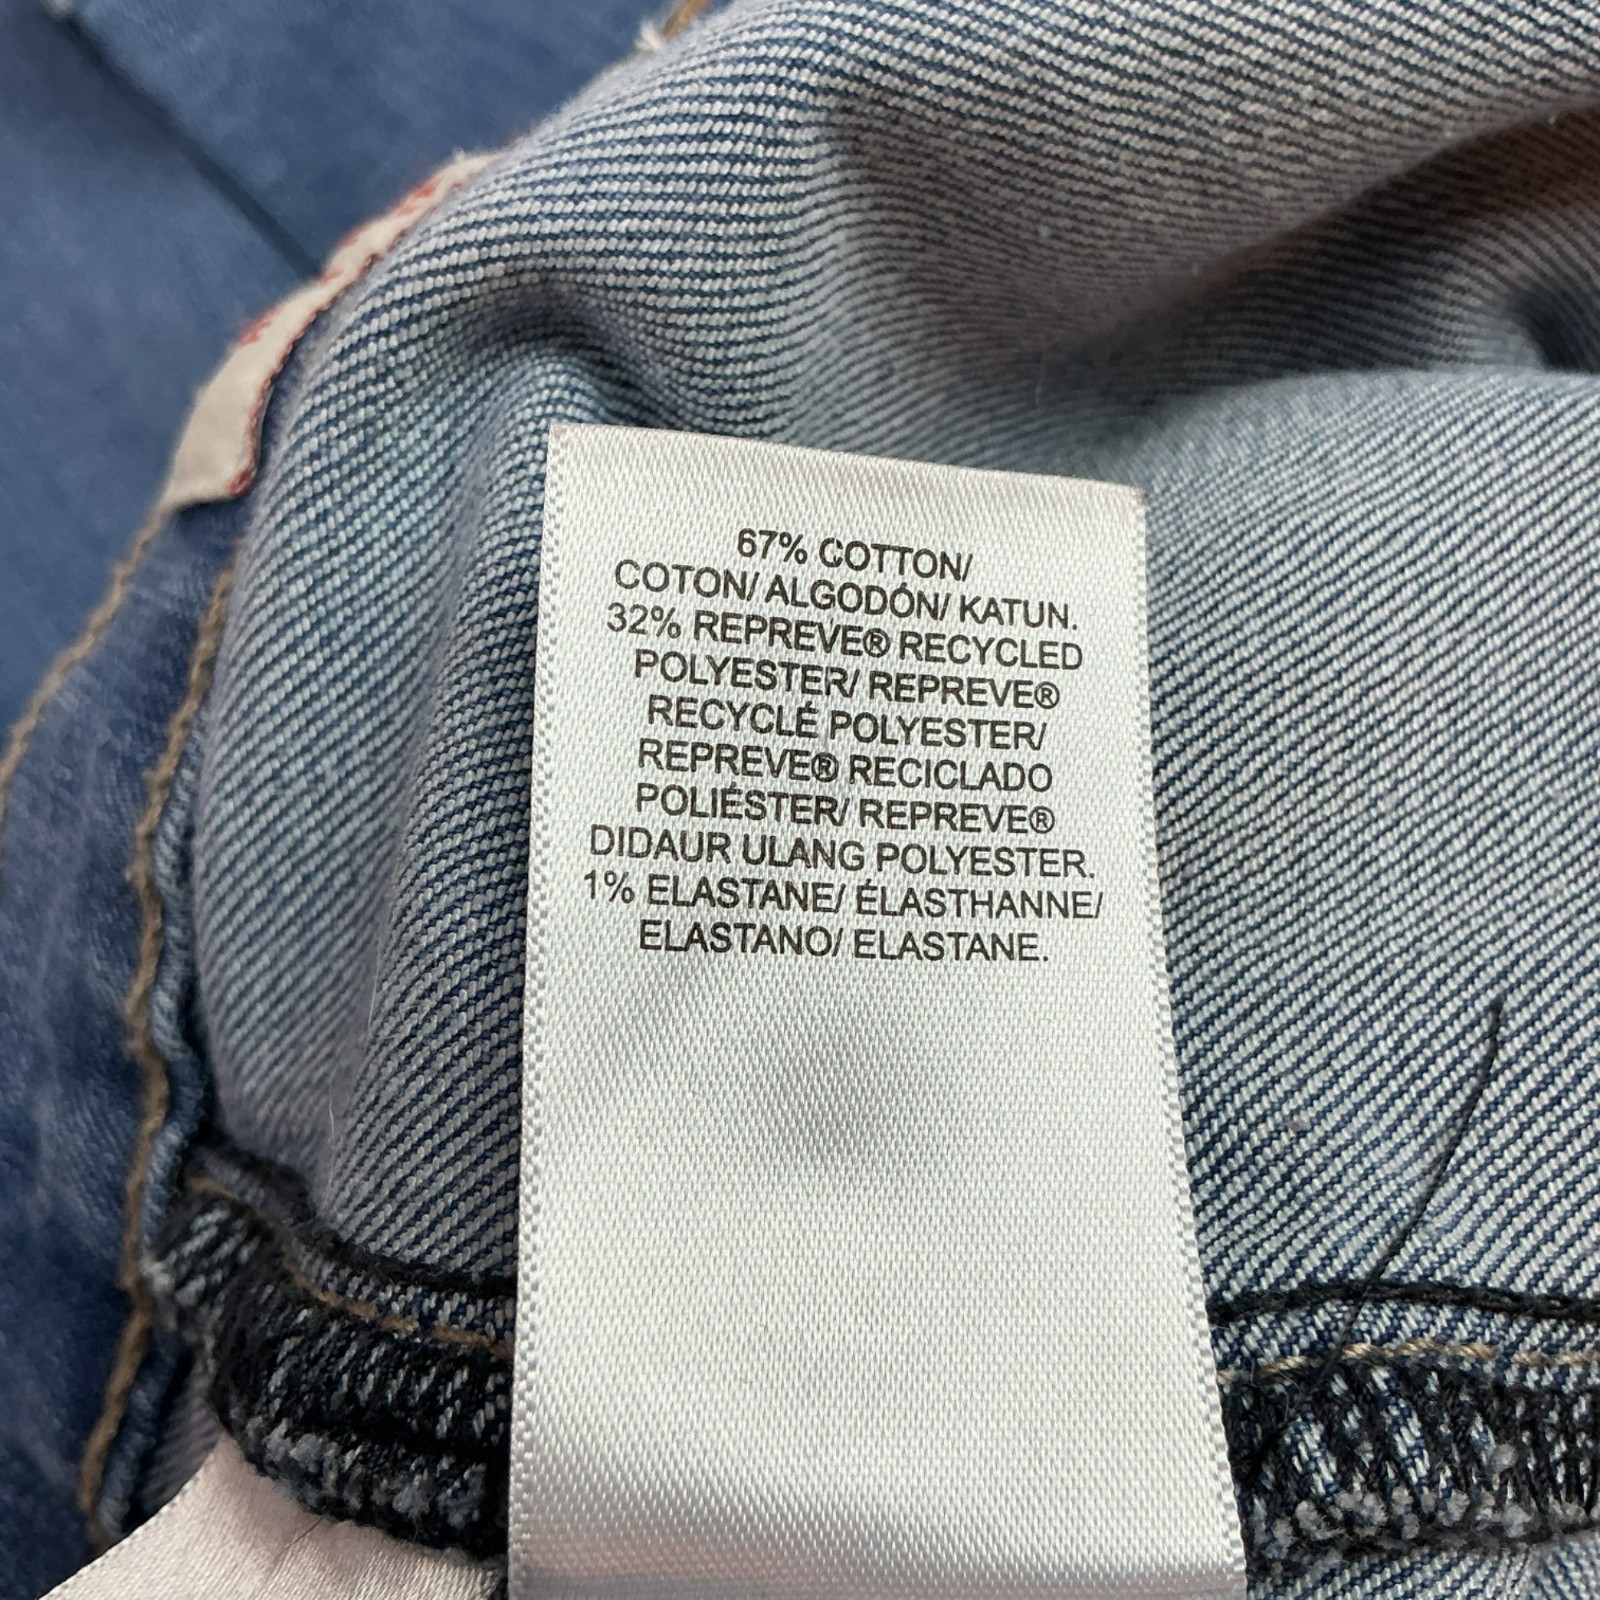 67% COTTON/
COTON/ ALGODÓN/ KATUN.
32% REPREVE® RECYCLED
POLYESTER/ REPREVE®
RECYCLÉ POLYESTER/
REPREVE® RECICLADO
POLIÉSTER/ REPREVE®
DIDAUR ULANG POLYESTER.
1% ELASTANE/ ÉLASTHANNE/
ELASTANO/ ELASTANE.